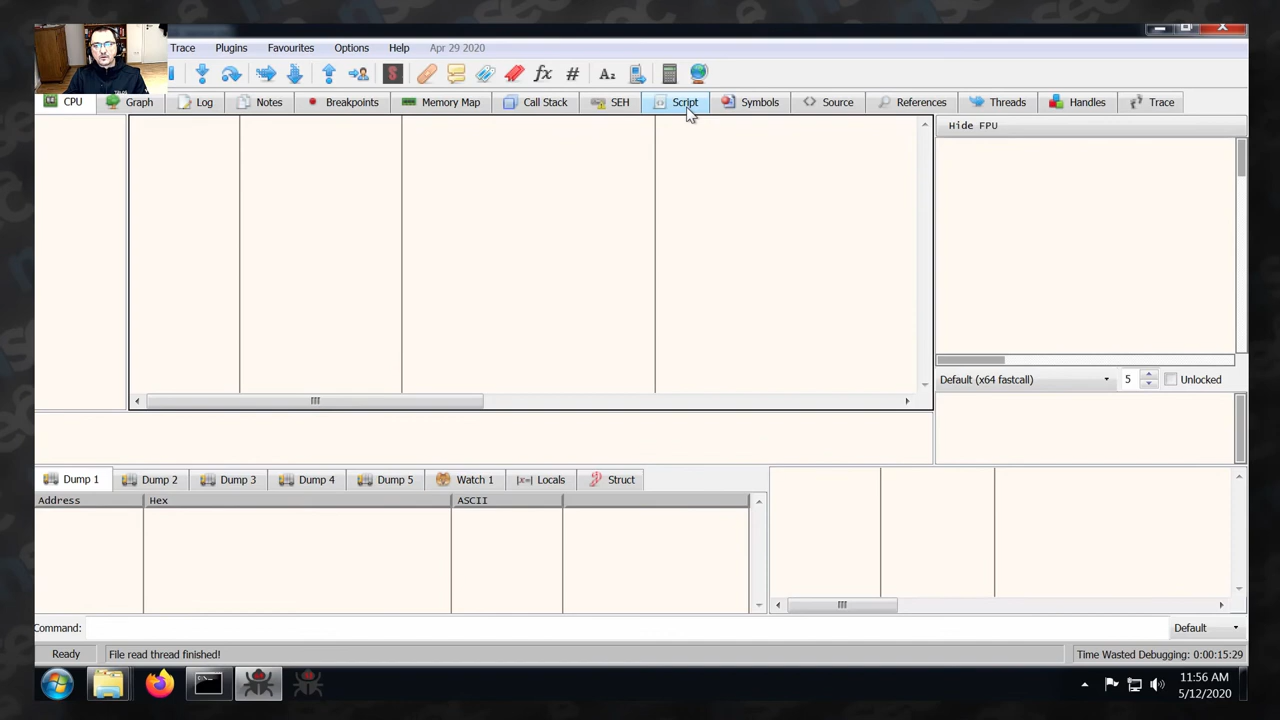 Trace Plugins Favourites Options Help Apr 29 2020
CPU Graph Log Notes Breakpoints Memory Map Call Stack SEH Script Symbols Source References Threads Handles Trace
Hide FPU
Default (x64 fastcall) 5 Unlocked
Dump 1 Dump 2 Dump 3 Dump 4 Dump 5 Watch 1 [x=] Locals Struct
Address Hex ASCII
Command: Default
Ready File read thread finished! Time Wasted Debugging: 0:00:15:29
11:56 AM
5/12/2020